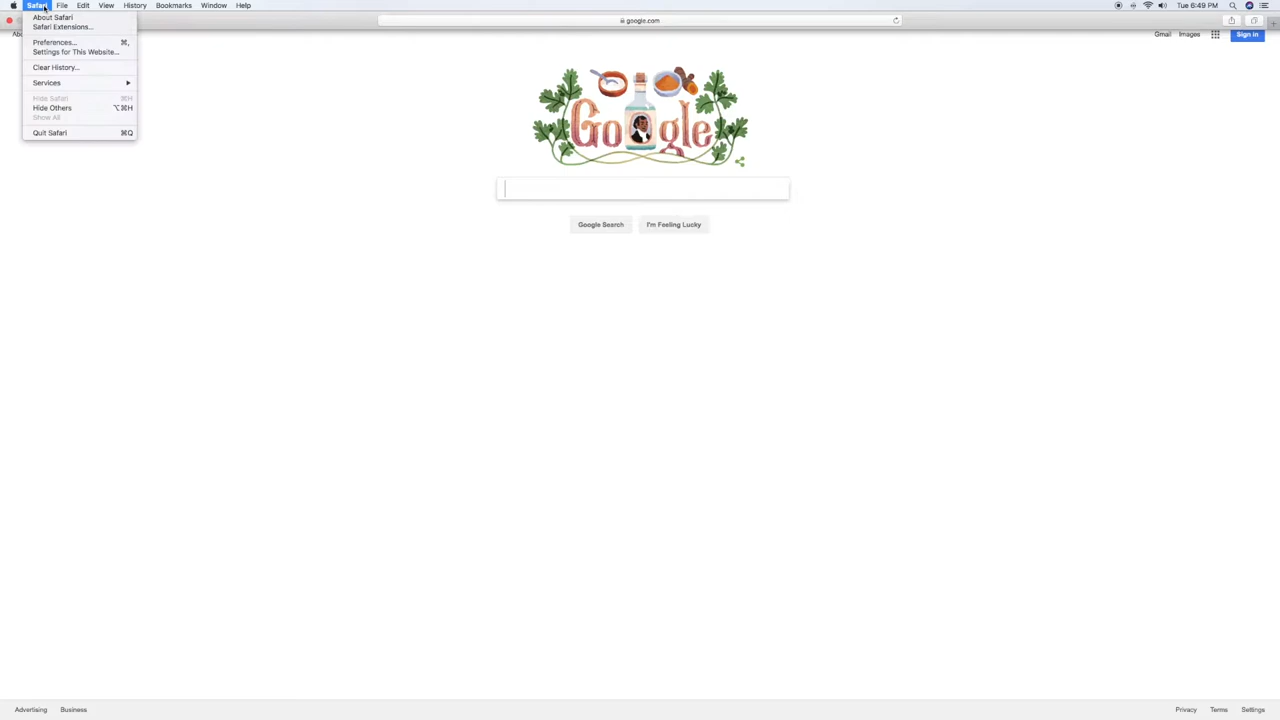 Safari File Edit View History Bookmarks Window Help Tue 6:49 PM
google.com
About Safari
Safari Extensions...
Gmail Images Sign in
Preferences... ⌘,
Settings for This Website...
Clear History...
Services
Hide Safari ⌘H
Hide Others ⌥⌘H
Show All
Quit Safari ⌘Q
Google
Google Search I'm Feeling Lucky
Advertising Business Privacy Terms Settings